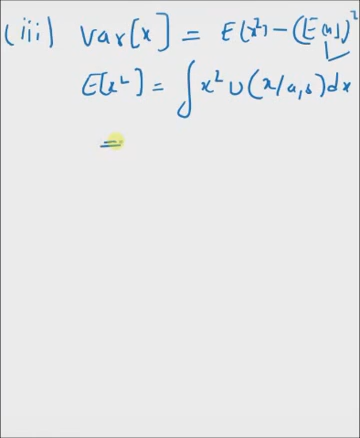 (iii) Var[x] = E(x²) - (E(x))²
E[x²] = ∫ x² U(x/a,b) dx
=